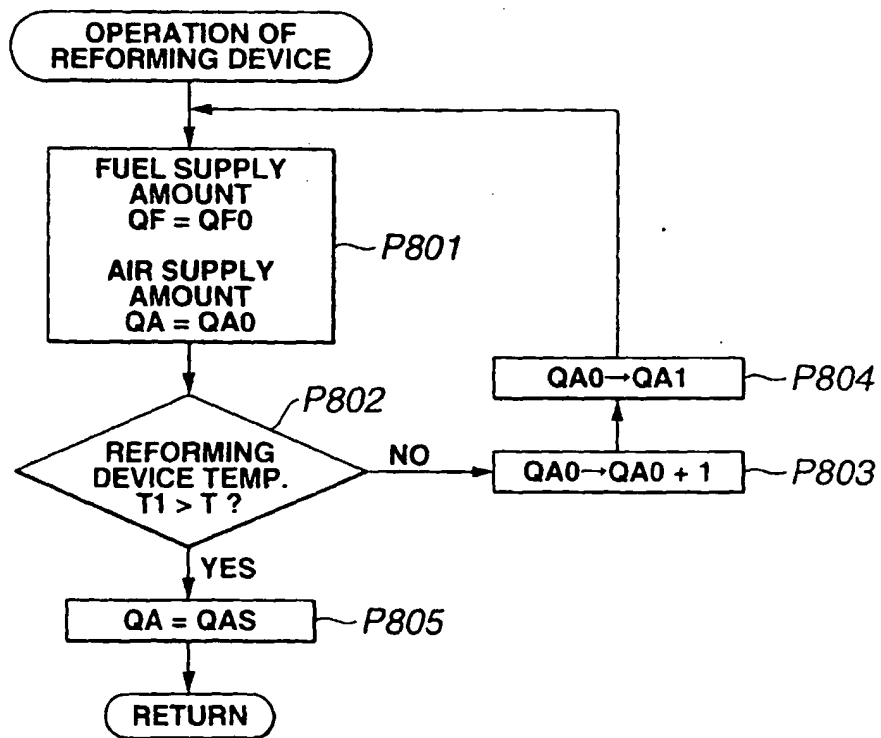 OPERATION OF
REFORMING DEVICE
FUEL SUPPLY
AMOUNT
QF = QF0
AIR SUPPLY
AMOUNT
QA = QA0
P801
P802
REFORMING
DEVICE TEMP.
T1 > T ?
NO
QA0→QA1
P804
QA0→QA0 + 1
P803
YES
QA = QAS
P805
RETURN